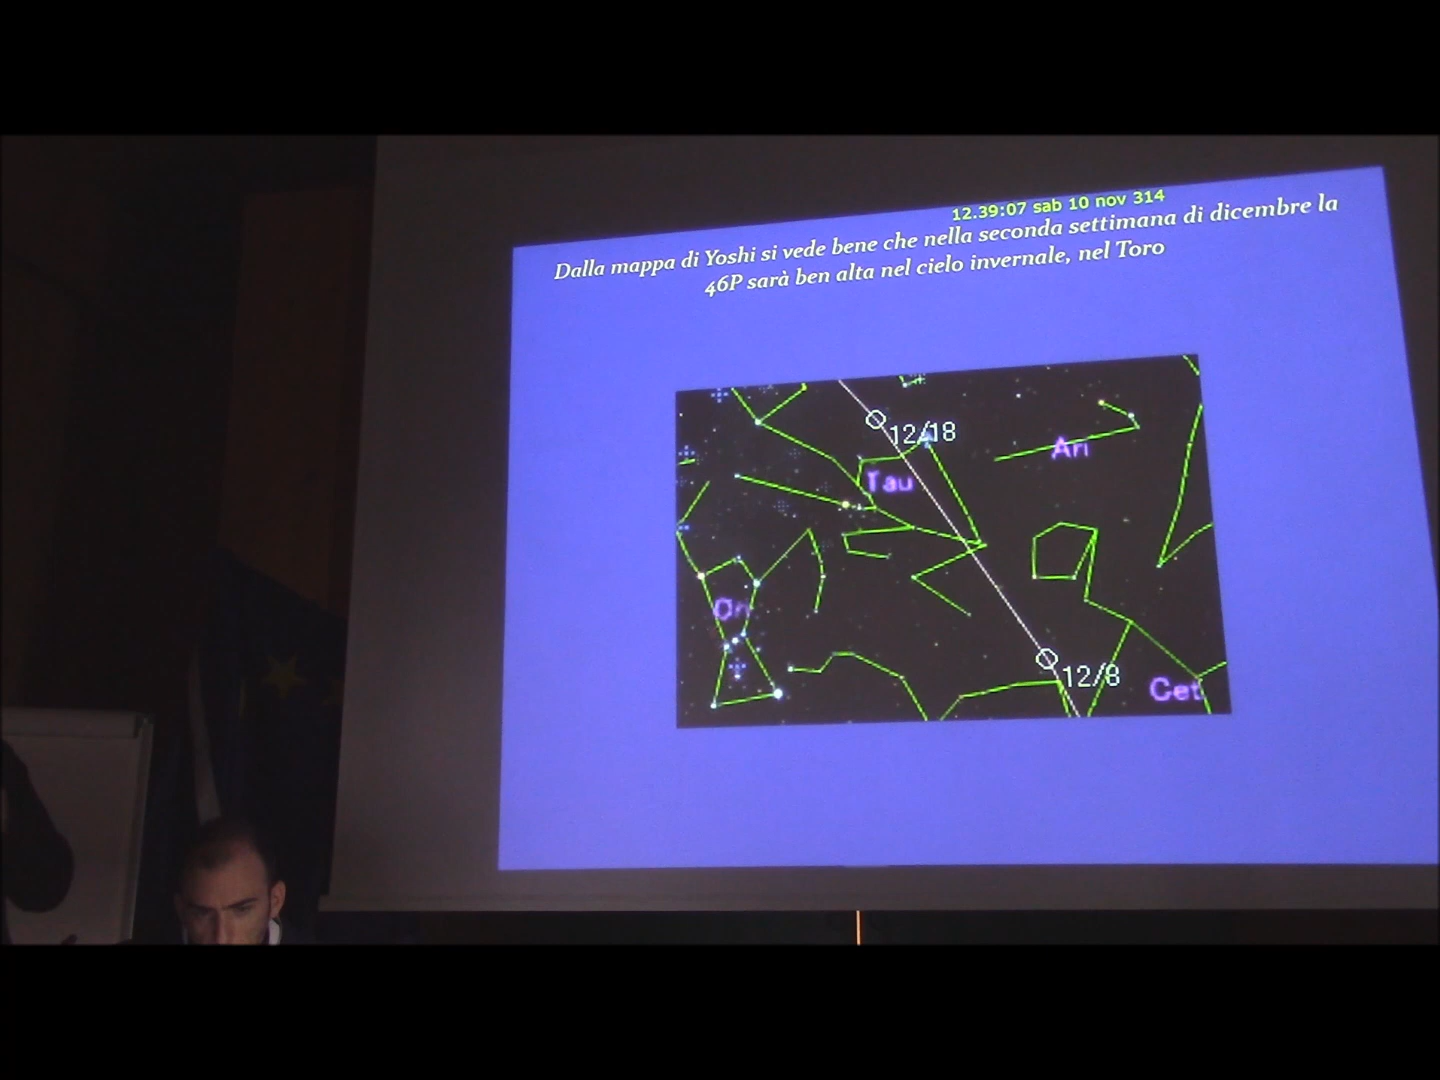 12.39:07 sab 10 nov 314
Dalla mappa di Yoshi si vede bene che nella seconda settimana di dicembre la
46P sarà ben alta nel cielo invernale, nel Toro
12/18
Ari
Tau
Ori
12/8
Cet